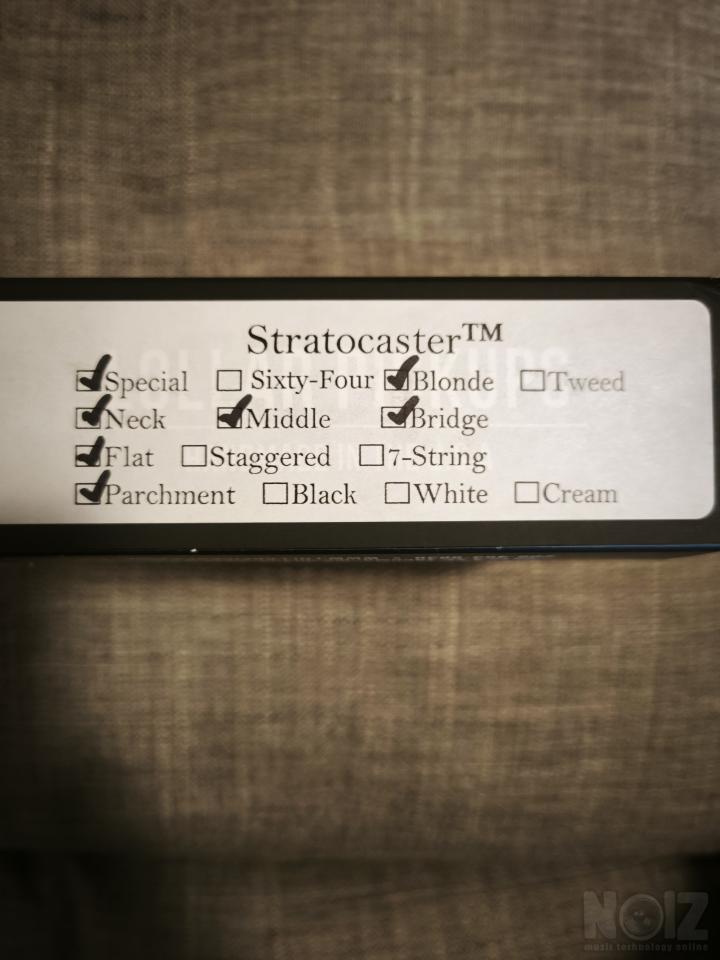 Stratocaster™
☑Special ☐Sixty-Four ☑Blonde ☐Tweed
☑Neck ☑Middle ☑Bridge
☑Flat ☐Staggered ☐7-String
☑Parchment ☐Black ☐White ☐Cream
NOIZ
music technology online